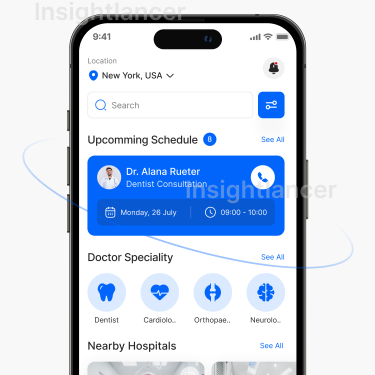 Insightlancer
9:41
Location
New York, USA
Search
Upcomming Schedule 8 See All
Dr. Alana Rueter
Dentist Consultation
Insightlancer
Monday, 26 July 09:00 - 10:00
Doctor Speciality See All
Dentist Cardiolo.. Orthopae.. Neurolo..
Nearby Hospitals See All